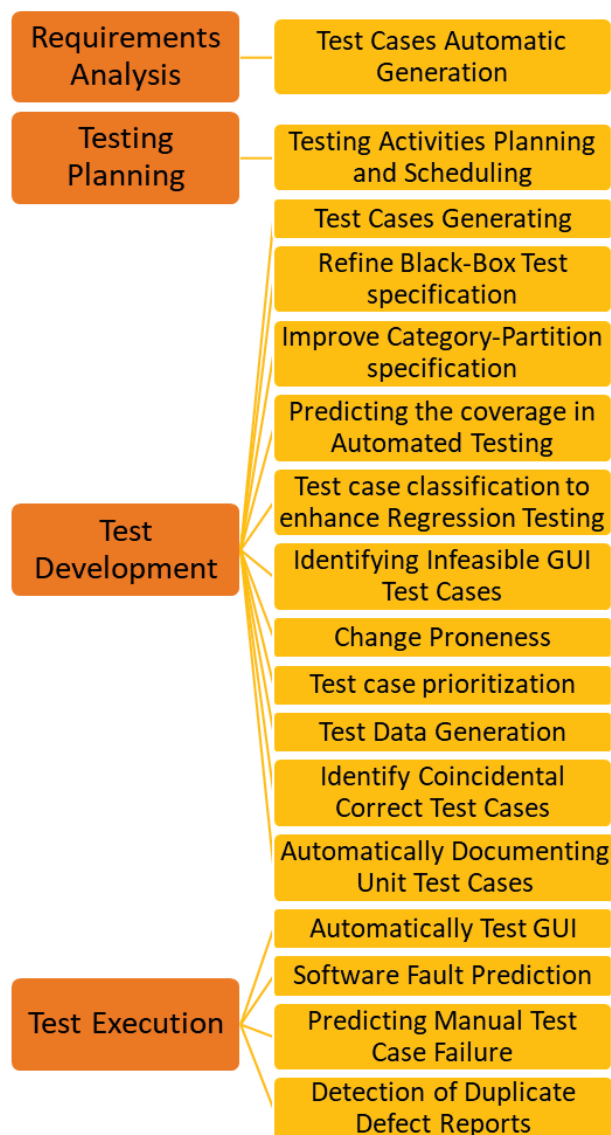 Requirements
Analysis
Test Cases Automatic
Generation
Testing
Planning
Testing Activities Planning
and Scheduling
Test
Development
Test Cases Generating
Refine Black-Box Test
specification
Improve Category-Partition
specification
Predicting the coverage in
Automated Testing
Test case classification to
enhance Regression Testing
Identifying Infeasible GUI
Test Cases
Change Proneness
Test case prioritization
Test Data Generation
Identify Coincidental
Correct Test Cases
Automatically Documenting
Unit Test Cases
Test Execution
Automatically Test GUI
Software Fault Prediction
Predicting Manual Test
Case Failure
Detection of Duplicate
Defect Reports